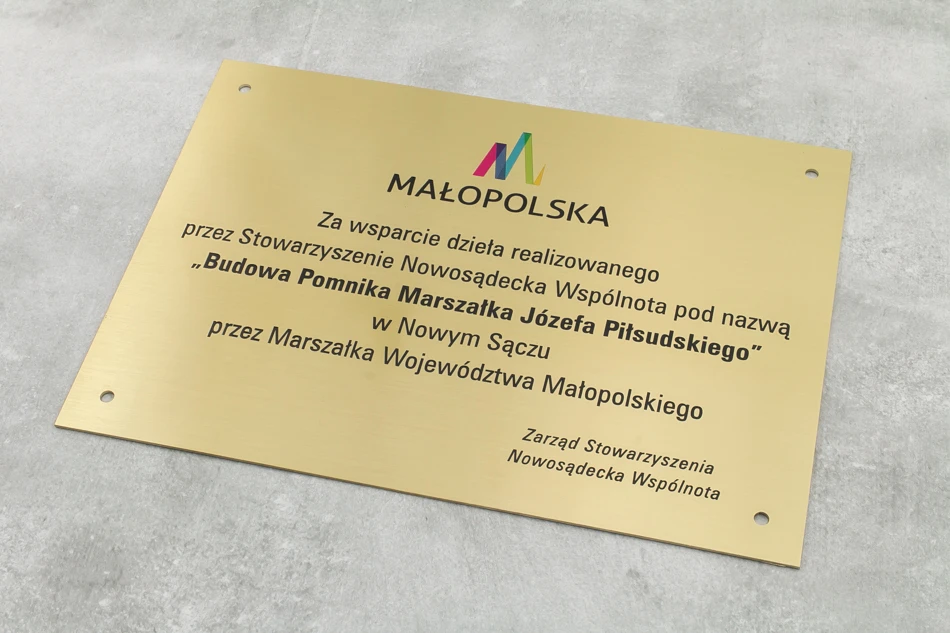 MAŁOPOLSKA
Za wsparcie dzieła realizowanego
przez Stowarzyszenie Nowosądecka Wspólnota pod nazwą
„Budowa Pomnika Marszałka Józefa Piłsudskiego”
w Nowym Sączu
przez Marszałka Województwa Małopolskiego
Zarząd Stowarzyszenia
Nowosądecka Wspólnota